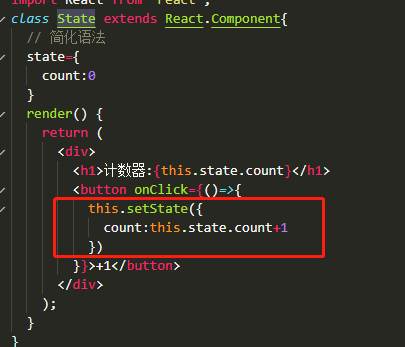 import React from 'react';
class State extends React.Component{
// 简化语法
state={
count:0
}
render() {
return (
<div>
<h1>计数器:{this.state.count}</h1>
<button onClick={()=>{
this.setState({
count:this.state.count+1
})
}}>+1</button>
</div>
);
}
}